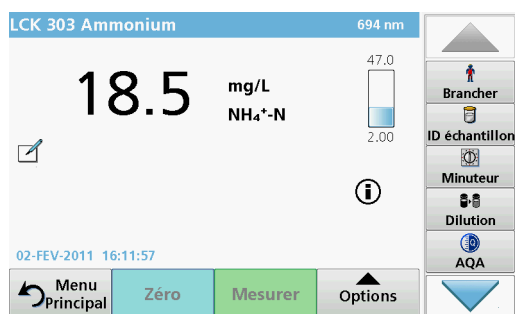 LCK 303 Ammonium 694 nm
18.5 mg/L
NH₄⁺-N
47.0
2.00
02-FEV-2011 16:11:57
Menu
Principal
Zéro
Mesurer
Options
Brancher
ID échantillon
Minuteur
Dilution
AQA